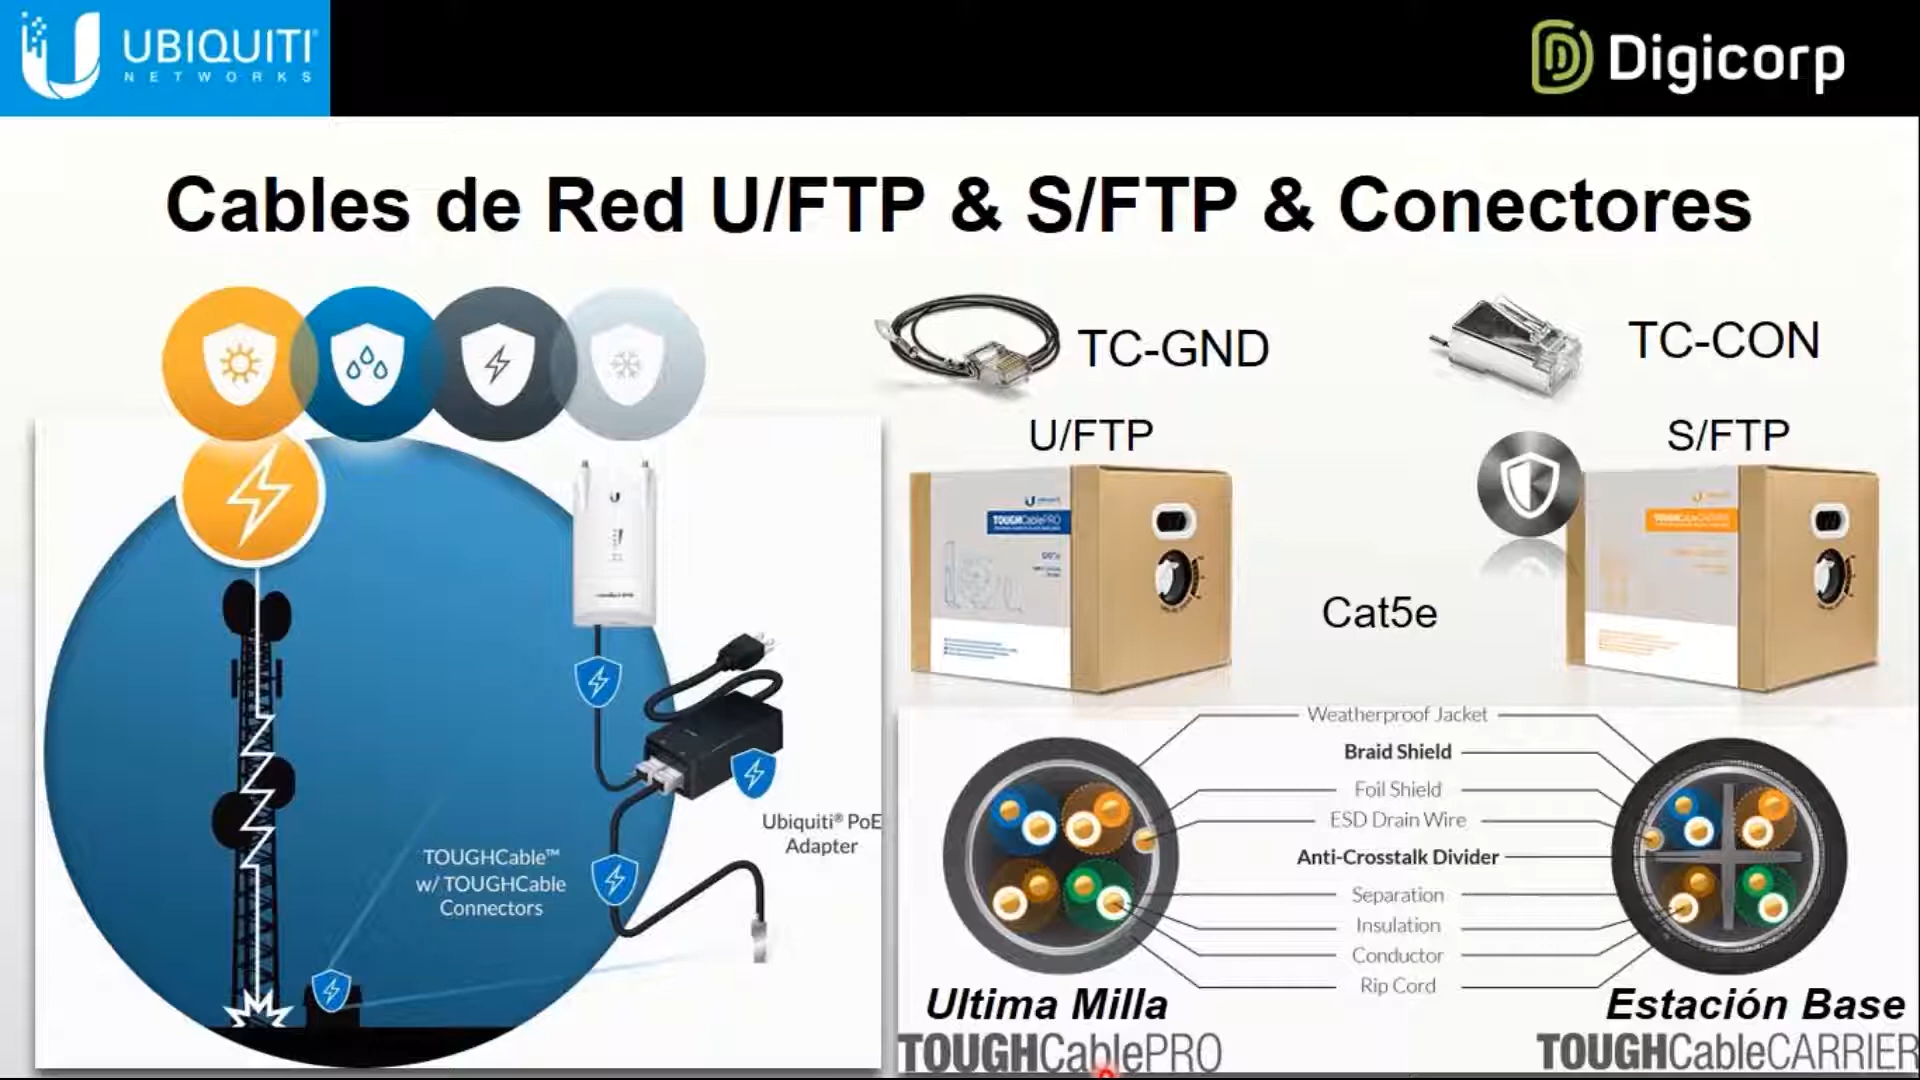 UBIQUITI
NETWORKS
Digicorp
Cables de Red U/FTP & S/FTP & Conectores
TC-GND
TC-CON
U/FTP
S/FTP
TOUGHCablePRO
TOUGHCableCARRIER
Cat5e
Ubiquiti® PoE
Adapter
TOUGHCable™
w/ TOUGHCable
Connectors
Weatherproof Jacket
Braid Shield
Foil Shield
ESD Drain Wire
Anti-Crosstalk Divider
Separation
Insulation
Conductor
Rip Cord
Ultima Milla
TOUGHCablePRO
Estación Base
TOUGHCableCARRIER